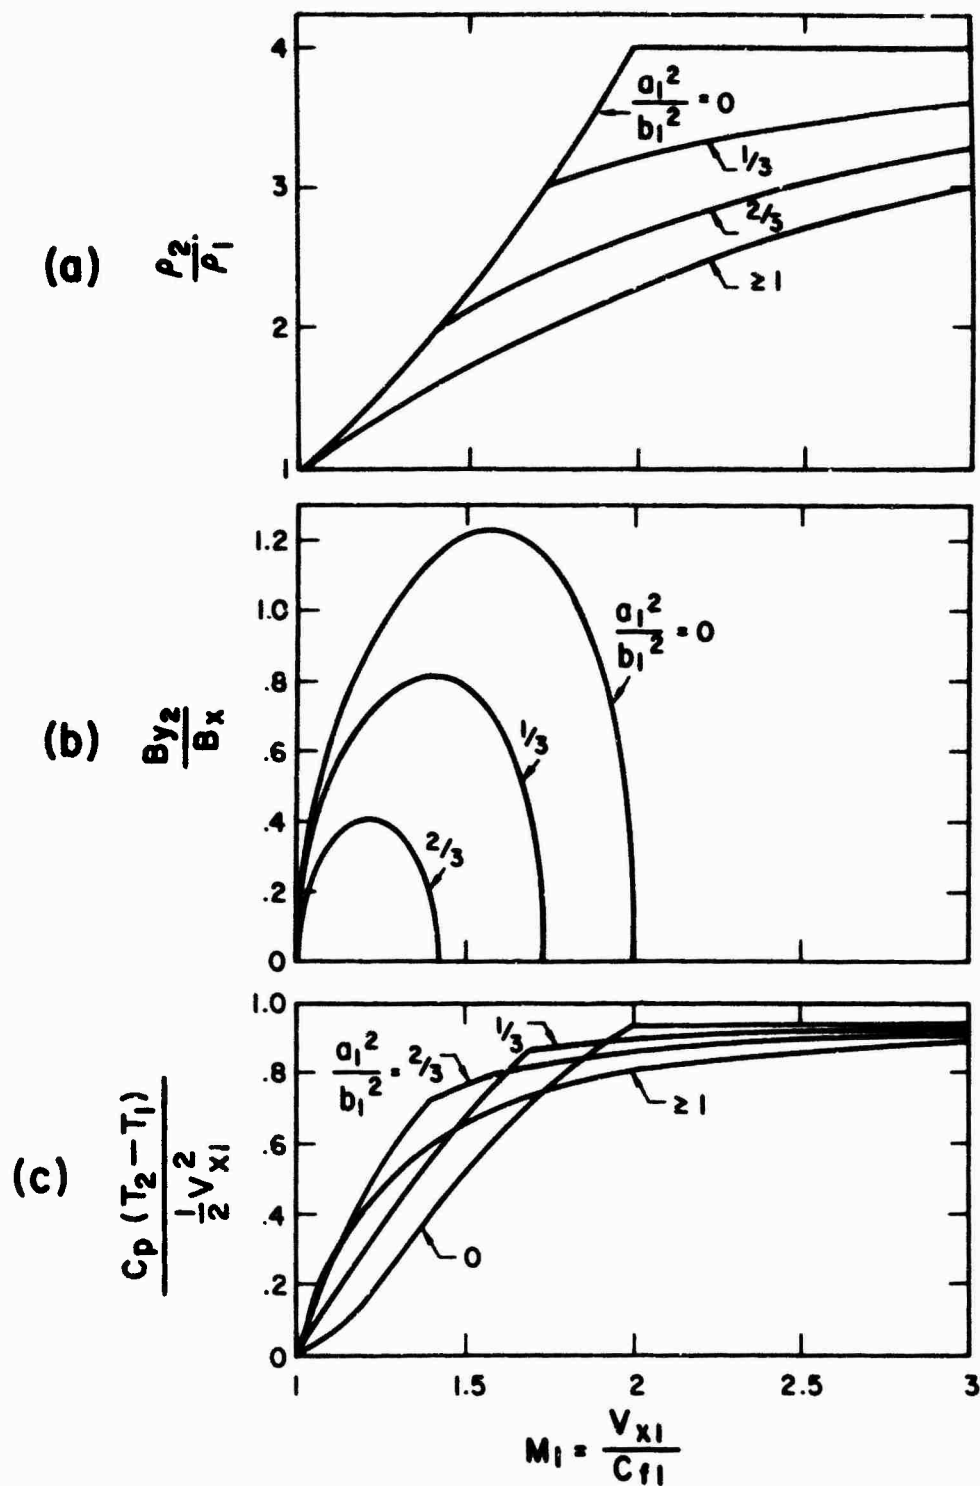 (a)
ρ2/ρ1
4
3
2
1
a1²/b1² = 0
1/3
2/3
≥ 1
(b)
By2/Bx
1.2
1.0
.8
.6
.4
.2
0
a1²/b1² = 0
1/3
2/3
(c)
Cp (T2 – T1)
½ V²x1
1.0
.8
.6
.4
.2
0
a1²/b1² = 2/3
1/3
≥ 1
0
1 1.5 2 2.5 3
M1 = Vx1/Cf1